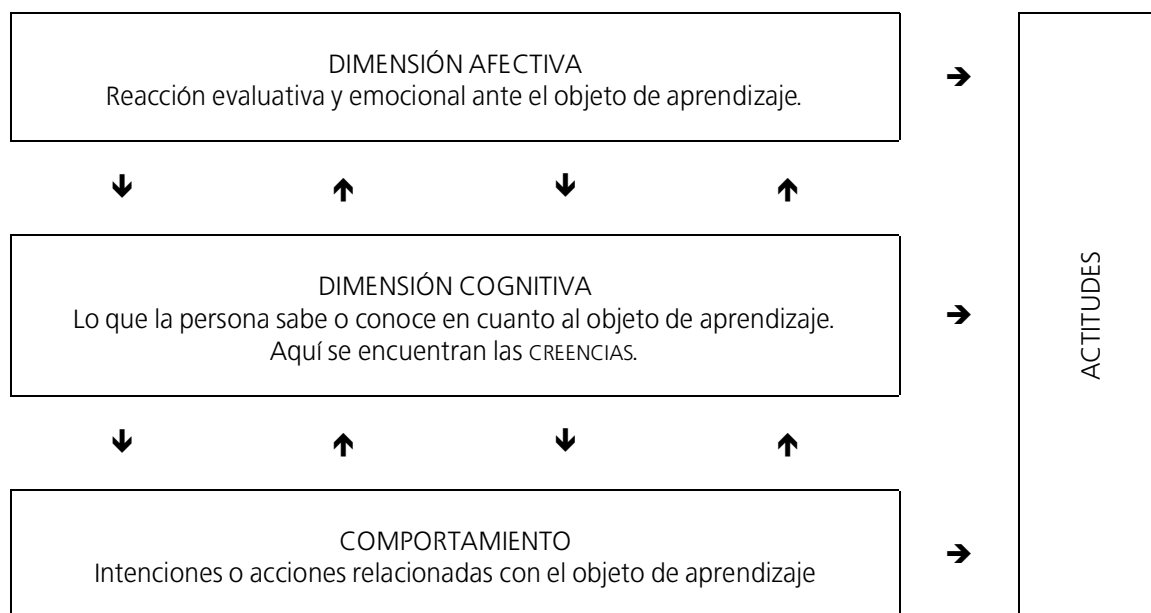 DIMENSIÓN AFECTIVA
Reacción evaluativa y emocional ante el objeto de aprendizaje.
DIMENSIÓN COGNITIVA
Lo que la persona sabe o conoce en cuanto al objeto de aprendizaje.
Aquí se encuentran las CREENCIAS.
COMPORTAMIENTO
Intenciones o acciones relacionadas con el objeto de aprendizaje
ACTITUDES